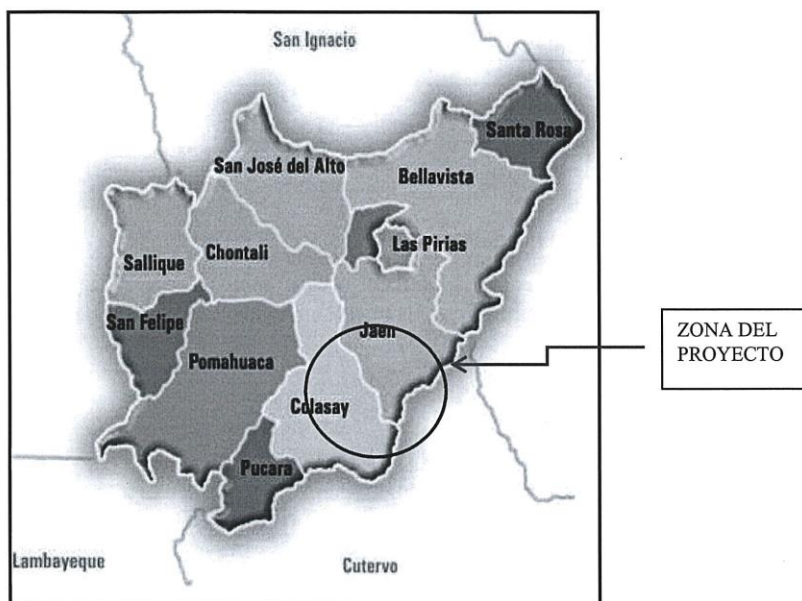 San Ignacio
Santa Rosa
San José del Alto
Bellavista
Las Pirias
Chontali
Sallique
San Felipe
Jaen
ZONA DEL
PROYECTO
Pomahuaca
Colasay
Pucara
Lambayeque
Cutervo